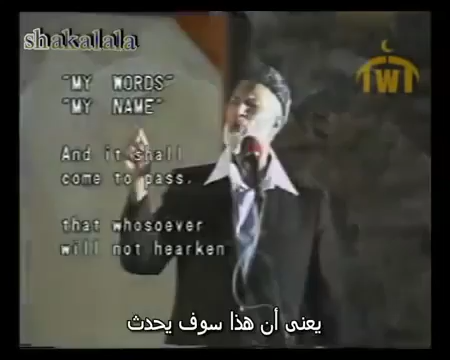 shakalala
IWT
"MY WORDS"
"MY NAME"
And it shall
come to pass.
that whosoever
will not hearken
يعنى أن هذا سوف يحدث